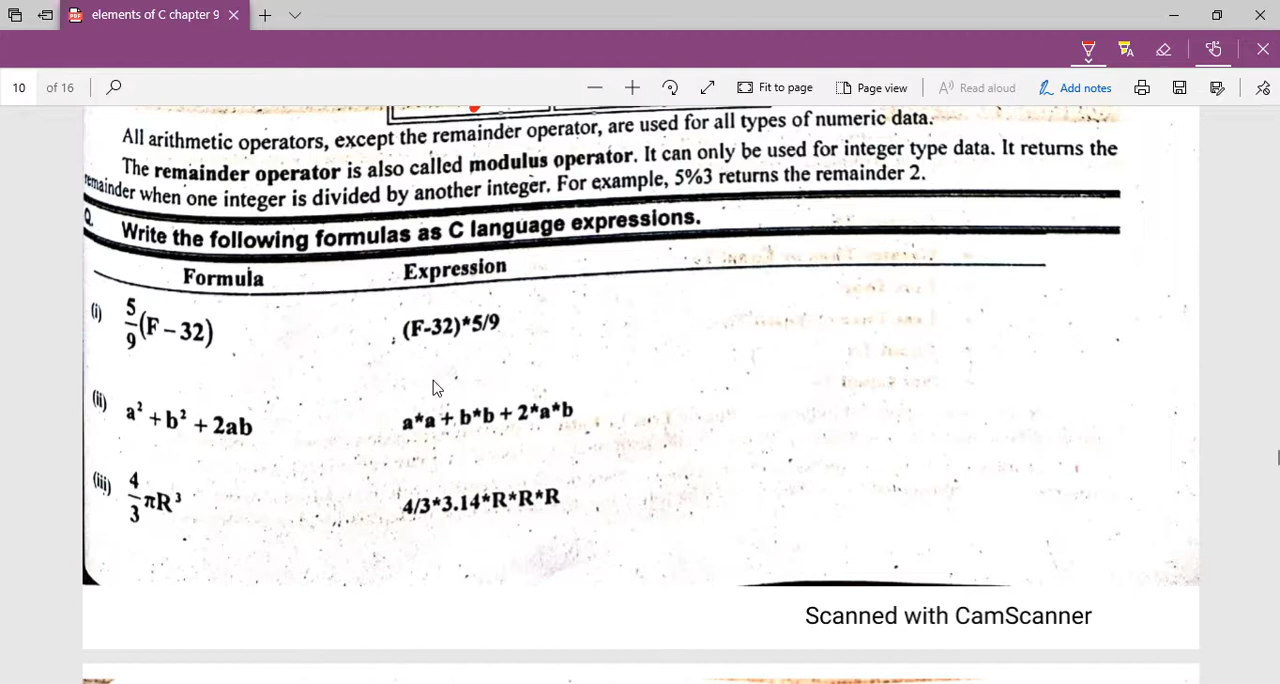 elements of C chapter 9
10 of 16
Fit to page
Page view
Read aloud
Add notes
All arithmetic operators, except the remainder operator, are used for all types of numeric data.
The remainder operator is also called modulus operator. It can only be used for integer type data. It returns the
remainder when one integer is divided by another integer. For example, 5%3 returns the remainder 2.
Q. Write the following formulas as C language expressions.
Formula Expression
(i) 5/9 (F – 32) (F-32)*5/9
(ii) a² + b² + 2ab a*a + b*b + 2*a*b
(iii) 4/3 πR³ 4/3*3.14*R*R*R
Scanned with CamScanner